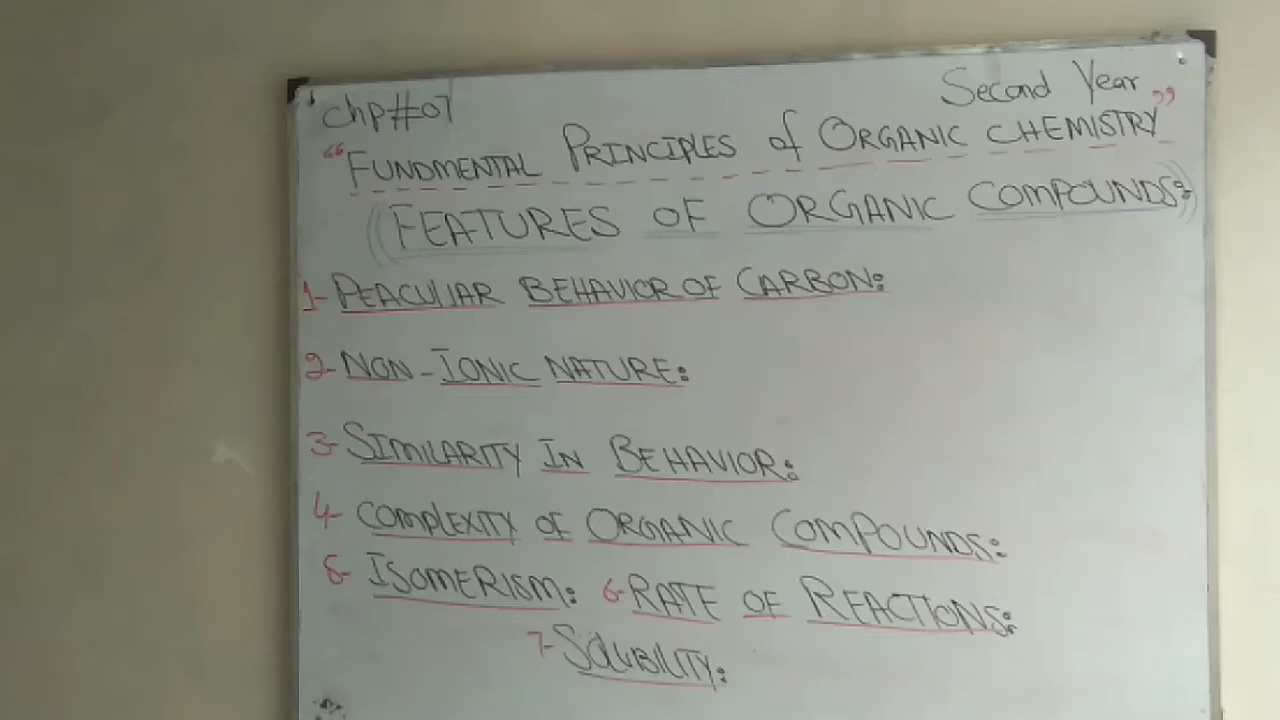 Chp#07
Second Year
"FUNDMENTAL PRINCIPLES of ORGANIC CHEMISTRY"
((FEATURES OF ORGANIC COMPOUNDS:))
1- PEACULIAR BEHAVIOR OF CARBON:
2- NON-IONIC NATURE:
3- SIMILARITY IN BEHAVIOR:
4- COMPLEXITY OF ORGANIC COMPOUNDS:
5- ISOMERISM: 6- RATE OF REACTIONS:
7- SOLUBILITY: